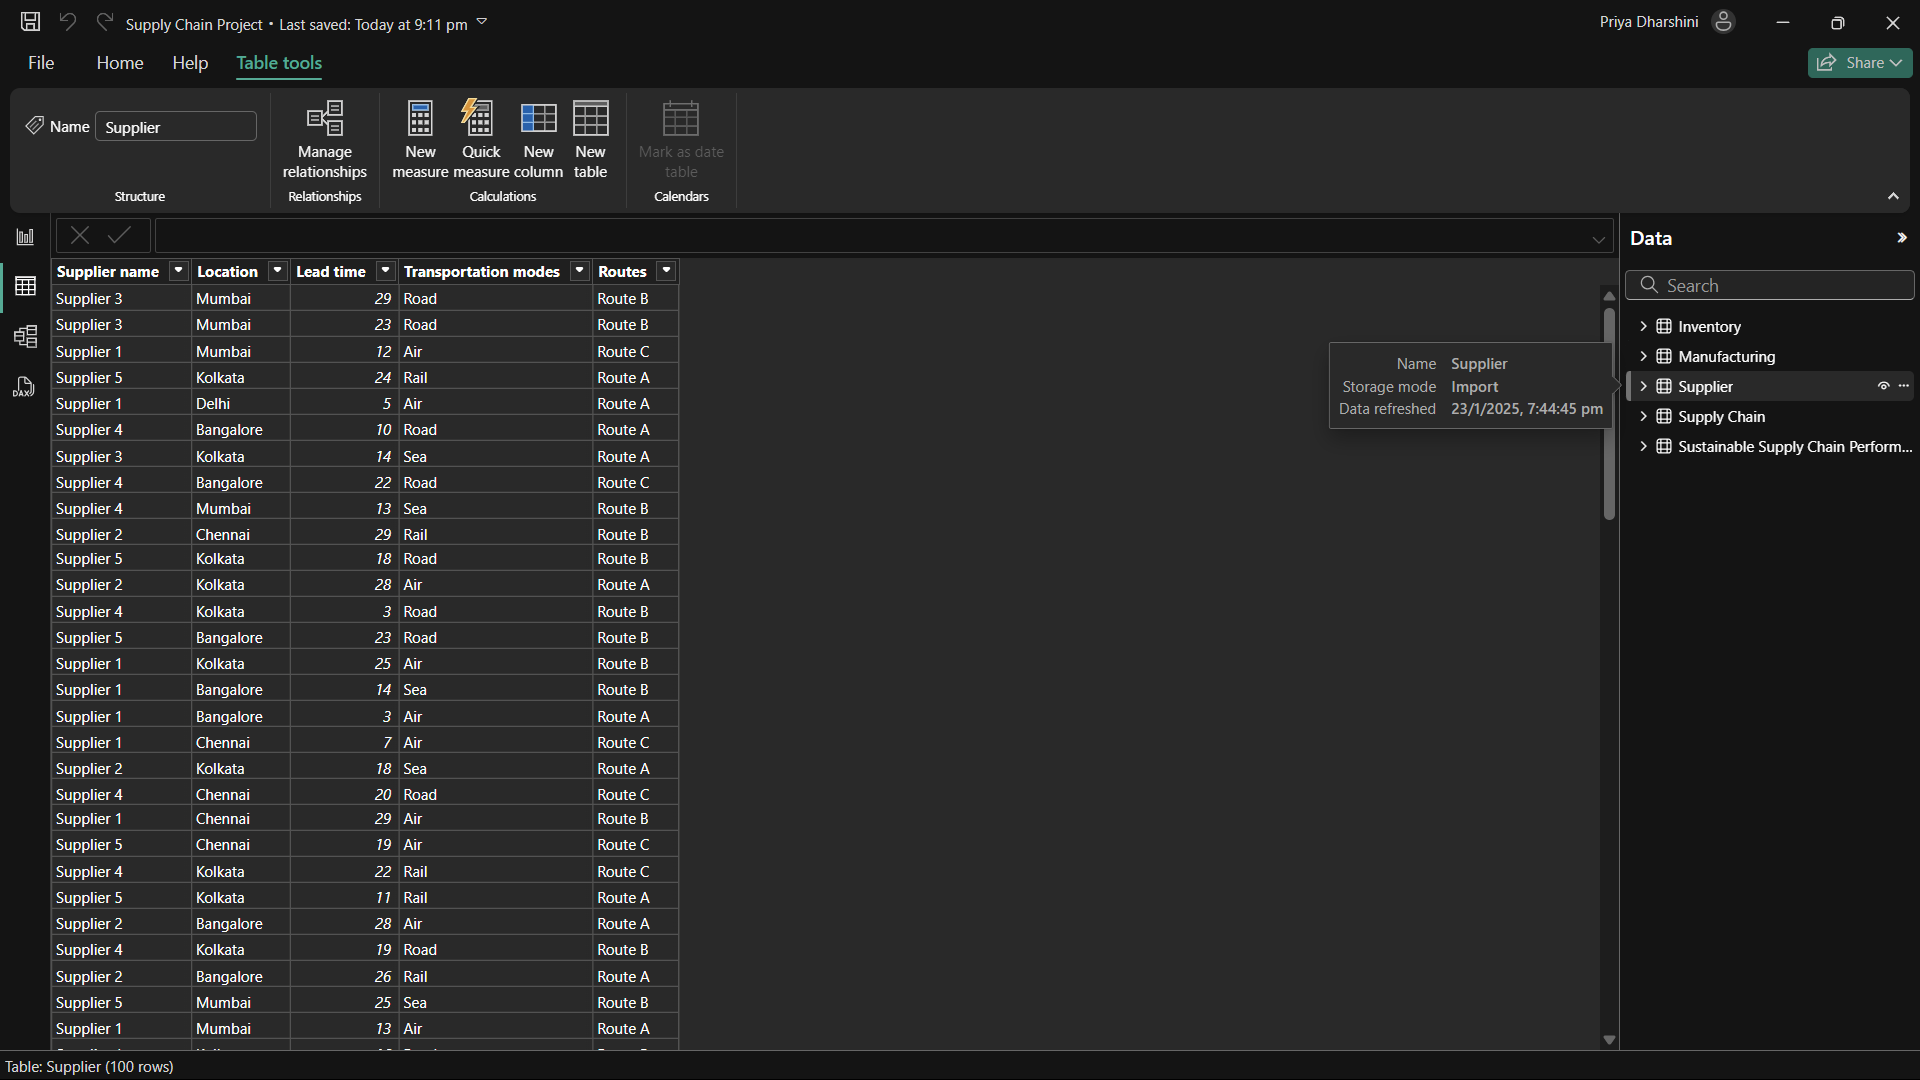 Supply Chain Project • Last saved: Today at 9:11 pm
Priya Dharshini
File Home Help Table tools
Share
Name Supplier
Manage relationships
New measure
Quick measure
New column
New table
Mark as date table
Structure
Relationships
Calculations
Calendars
Supplier name Location Lead time Transportation modes Routes
Supplier 3 Mumbai 29 Road Route B
Supplier 3 Mumbai 23 Road Route B
Supplier 1 Mumbai 12 Air Route C
Supplier 5 Kolkata 24 Rail Route A
Supplier 1 Delhi 5 Air Route A
Supplier 4 Bangalore 10 Road Route A
Supplier 3 Kolkata 14 Sea Route A
Supplier 4 Bangalore 22 Road Route C
Supplier 4 Mumbai 13 Sea Route B
Supplier 2 Chennai 29 Rail Route B
Supplier 5 Kolkata 18 Road Route B
Supplier 2 Kolkata 28 Air Route A
Supplier 4 Kolkata 3 Road Route B
Supplier 5 Bangalore 23 Road Route B
Supplier 1 Kolkata 25 Air Route B
Supplier 1 Bangalore 14 Sea Route B
Supplier 1 Bangalore 3 Air Route A
Supplier 1 Chennai 7 Air Route C
Supplier 2 Kolkata 18 Sea Route A
Supplier 4 Chennai 20 Road Route C
Supplier 1 Chennai 29 Air Route B
Supplier 5 Chennai 19 Air Route C
Supplier 4 Kolkata 22 Rail Route C
Supplier 5 Kolkata 11 Rail Route A
Supplier 2 Bangalore 28 Air Route A
Supplier 4 Kolkata 19 Road Route B
Supplier 2 Bangalore 26 Rail Route A
Supplier 5 Mumbai 25 Sea Route B
Supplier 1 Mumbai 13 Air Route A
Name Supplier
Storage mode Import
Data refreshed 23/1/2025, 7:44:45 pm
Data
Search
Inventory
Manufacturing
Supplier
Supply Chain
Sustainable Supply Chain Perform...
DAX
Table: Supplier (100 rows)